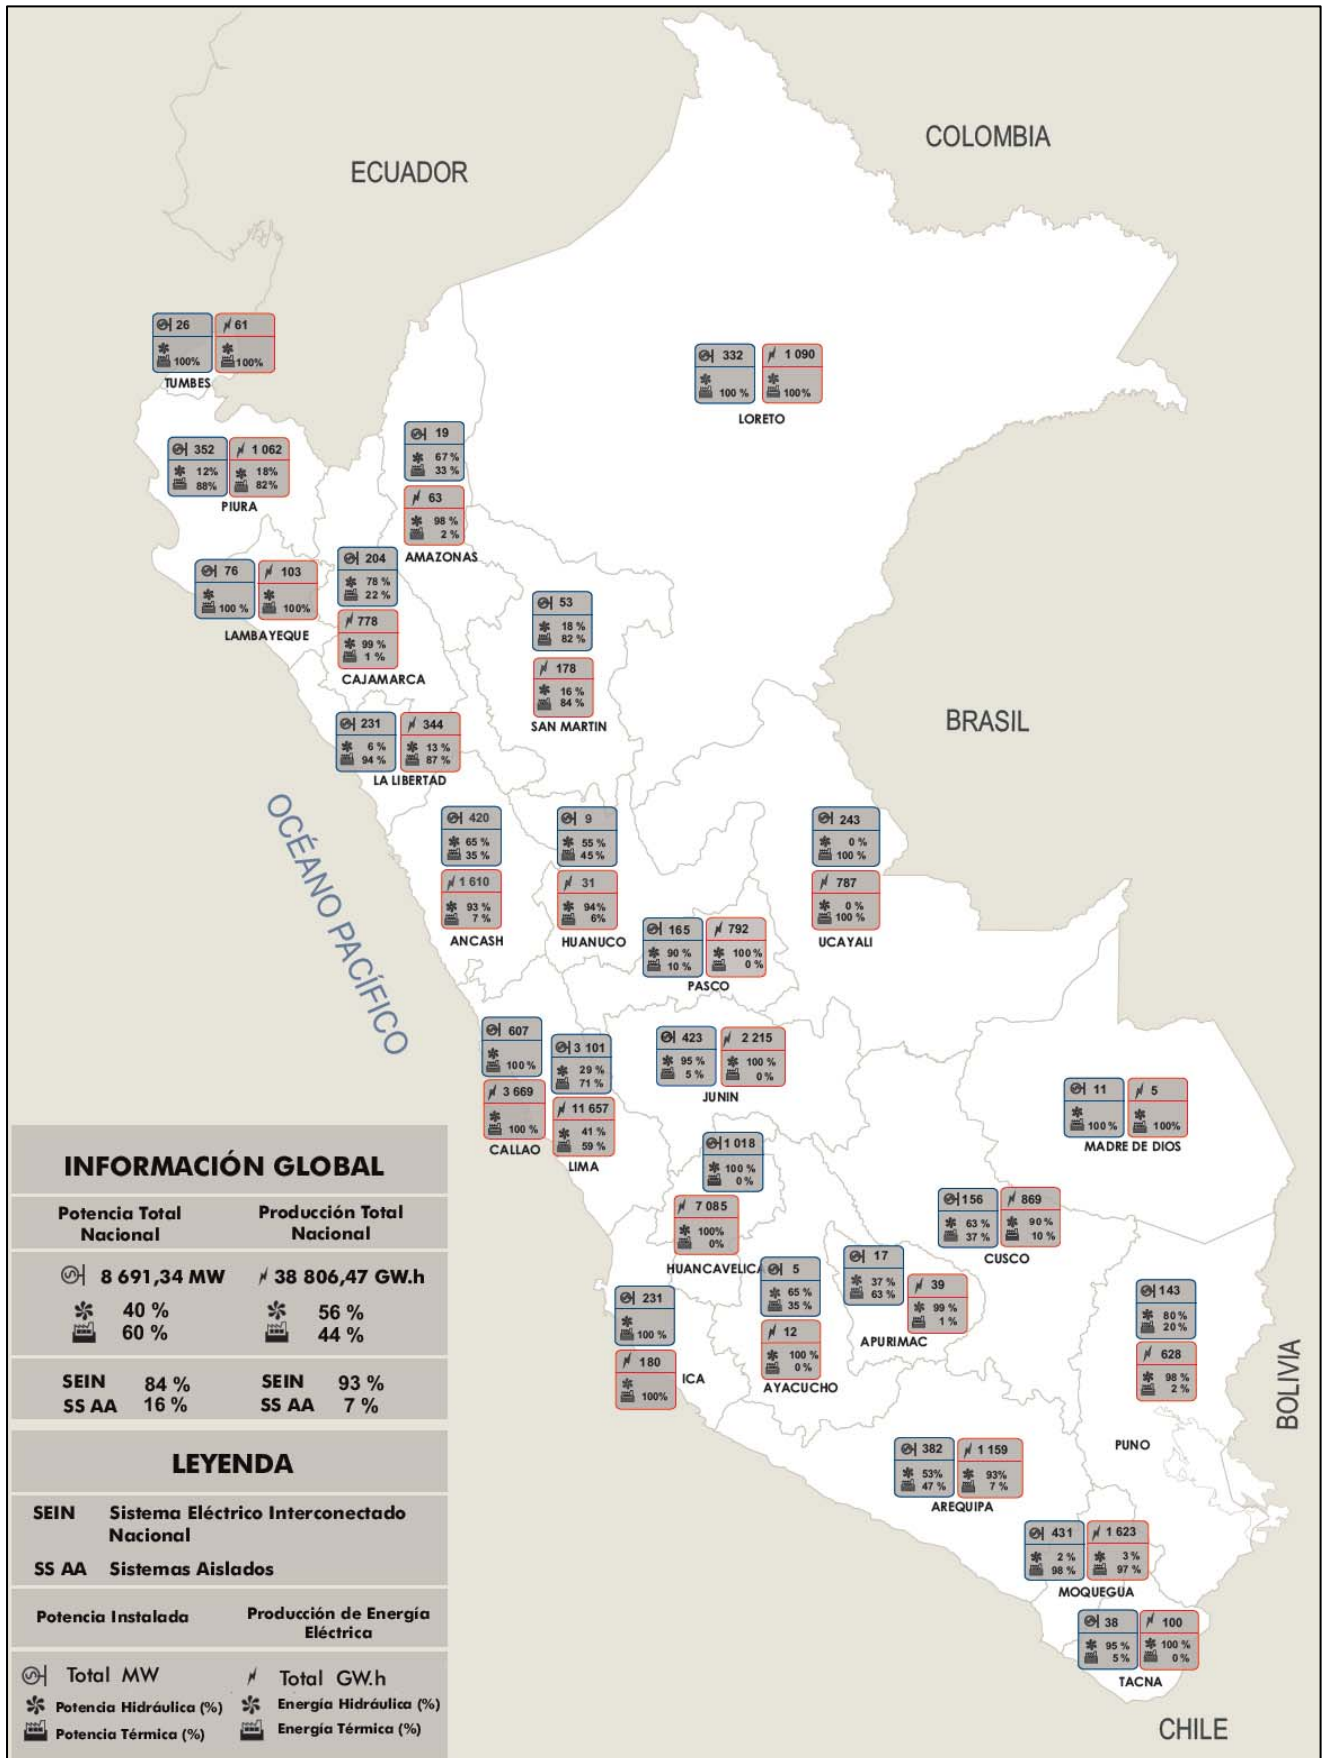 COLOMBIA
ECUADOR
26
61
100%
100%
TUMBES
332
1 090
100 %
100%
LORETO
352
1 062
12%
18%
88%
82%
PIURA
19
67 %
33 %
63
98 %
2 %
AMAZONAS
76
103
100 %
100%
LAMBAYEQUE
204
78 %
22 %
778
99 %
1 %
CAJAMARCA
53
18 %
82 %
178
16 %
84 %
SAN MARTIN
BRASIL
231
344
6 %
13 %
94 %
87 %
LA LIBERTAD
OCÉANO PACÍFICO
420
65 %
35 %
1 610
93 %
7 %
ANCASH
9
55 %
45 %
31
94%
6%
HUANUCO
243
0 %
100 %
787
0 %
100 %
UCAYALI
165
792
90 %
100 %
10 %
0 %
PASCO
607
100 %
3 669
100 %
CALLAO
3 101
29 %
71 %
11 657
41 %
59 %
LIMA
423
2 215
95 %
100 %
5 %
0 %
JUNIN
11
5
100 %
100%
MADRE DE DIOS
1 018
100 %
0 %
7 085
100%
0%
HUANCAVELICA
156
869
63 %
90 %
37 %
10 %
CUSCO
5
65 %
35 %
12
100 %
0 %
AYACUCHO
17
37 %
63 %
39
99 %
1 %
APURIMAC
231
100 %
180
100%
ICA
143
80 %
20 %
628
98 %
2 %
PUNO
BOLIVIA
382
1 159
53%
93%
47 %
7 %
AREQUIPA
431
1 623
2 %
3 %
98 %
97 %
MOQUEGUA
38
100
95 %
100 %
5 %
0 %
TACNA
CHILE
INFORMACIÓN GLOBAL
Potencia Total
Nacional
Producción Total
Nacional
8 691,34 MW
38 806,47 GW.h
40 %
56 %
60 %
44 %
SEIN 84 %
SEIN 93 %
SS AA 16 %
SS AA 7 %
LEYENDA
SEIN Sistema Eléctrico Interconectado
Nacional
SS AA Sistemas Aislados
Potencia Instalada
Producción de Energía
Eléctrica
Total MW
Total GW.h
Potencia Hidráulica (%)
Energía Hidráulica (%)
Potencia Térmica (%)
Energía Térmica (%)